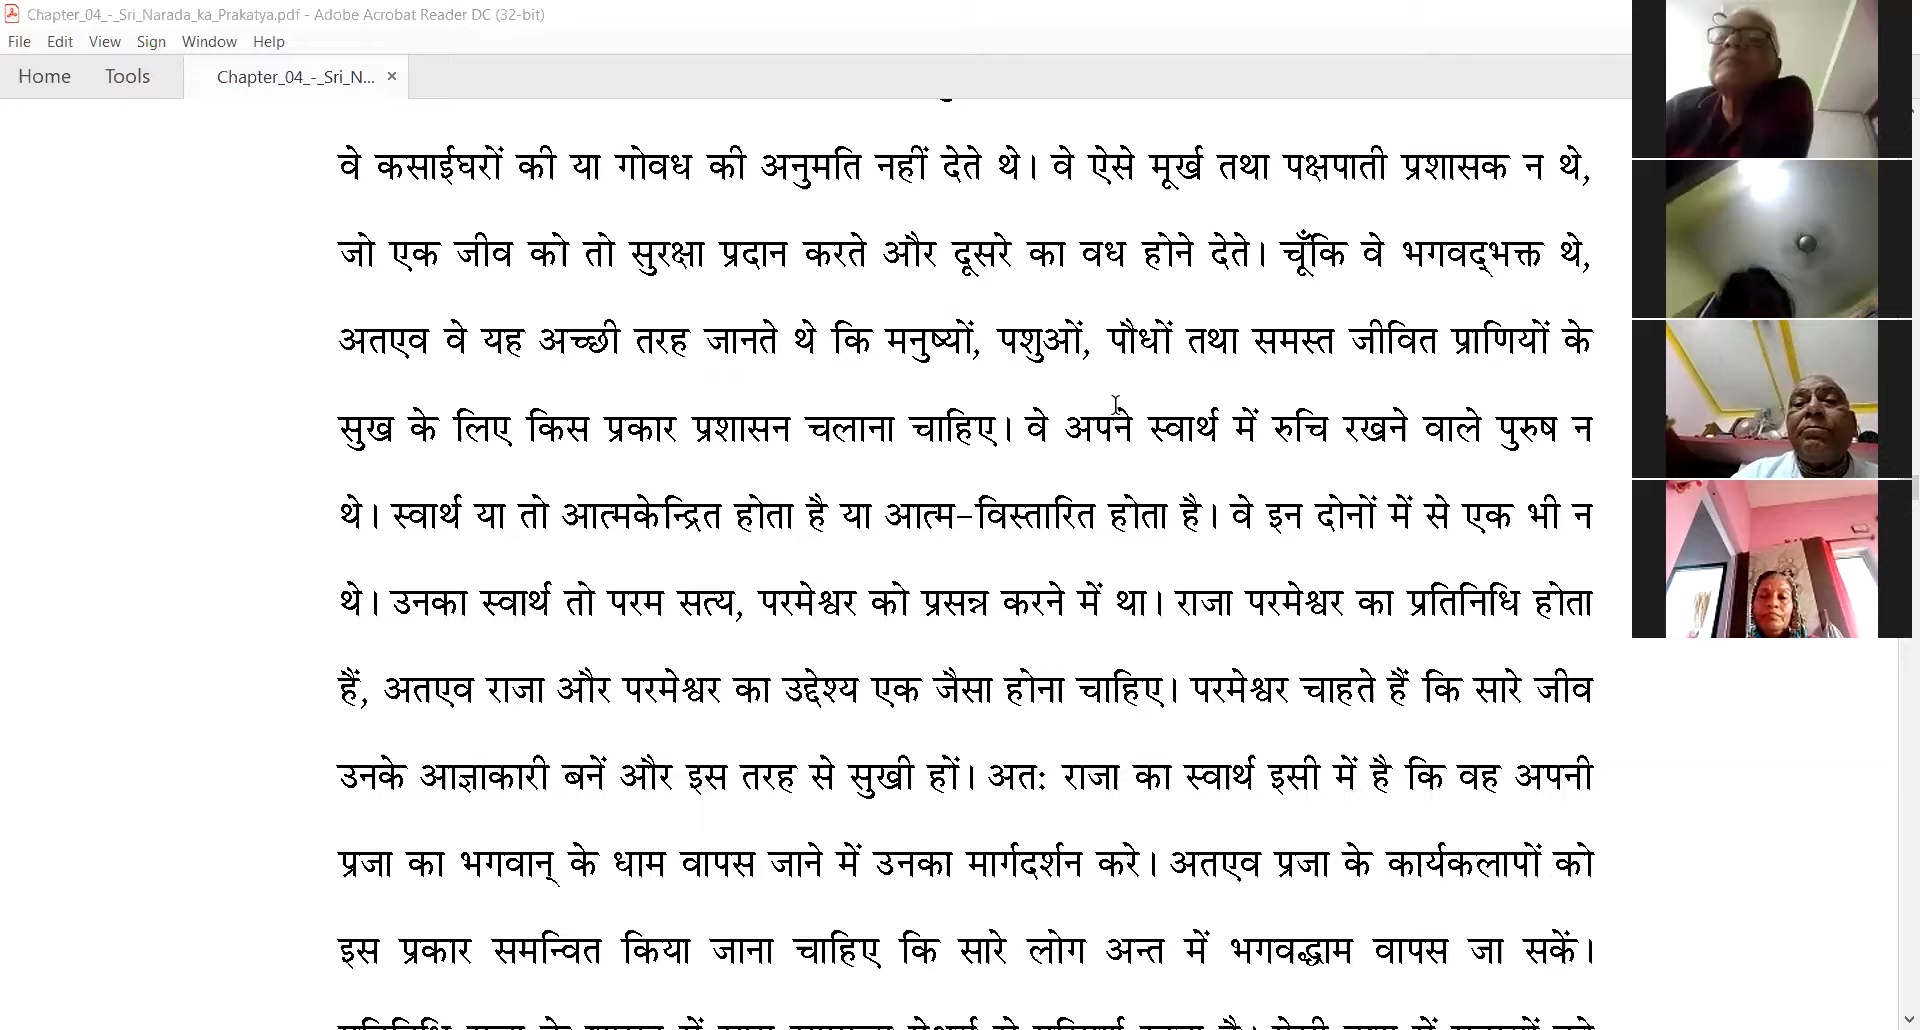 Chapter_04_-_Sri_Narada_ka_Prakatya.pdf - Adobe Acrobat Reader DC (32-bit)
File Edit View Sign Window Help
Home Tools Chapter_04_-_Sri_N... ×
वे कसाईघरों की या गोवध की अनुमति नहीं देते थे। वे ऐसे मूर्ख तथा पक्षपाती प्रशासक न थे,
जो एक जीव को तो सुरक्षा प्रदान करते और दूसरे का वध होने देते। चूँकि वे भगवद्‌भक्त थे,
अतएव वे यह अच्छी तरह जानते थे कि मनुष्यों, पशुओं, पौधों तथा समस्त जीवित प्राणियों के
सुख के लिए किस प्रकार प्रशासन चलाना चाहिए। वे अपने स्वार्थ में रुचि रखने वाले पुरुष न
थे। स्वार्थ या तो आत्मकेन्द्रित होता है या आत्म-विस्तारित होता है। वे इन दोनों में से एक भी न
थे। उनका स्वार्थ तो परम सत्य, परमेश्वर को प्रसन्न करने में था। राजा परमेश्वर का प्रतिनिधि होता
हैं, अतएव राजा और परमेश्वर का उद्देश्य एक जैसा होना चाहिए। परमेश्वर चाहते हैं कि सारे जीव
उनके आज्ञाकारी बनें और इस तरह से सुखी हों। अतः राजा का स्वार्थ इसी में है कि वह अपनी
प्रजा का भगवान् के धाम वापस जाने में उनका मार्गदर्शन करे। अतएव प्रजा के कार्यकलापों को
इस प्रकार समन्वित किया जाना चाहिए कि सारे लोग अन्त में भगवद्धाम वापस जा सकें।